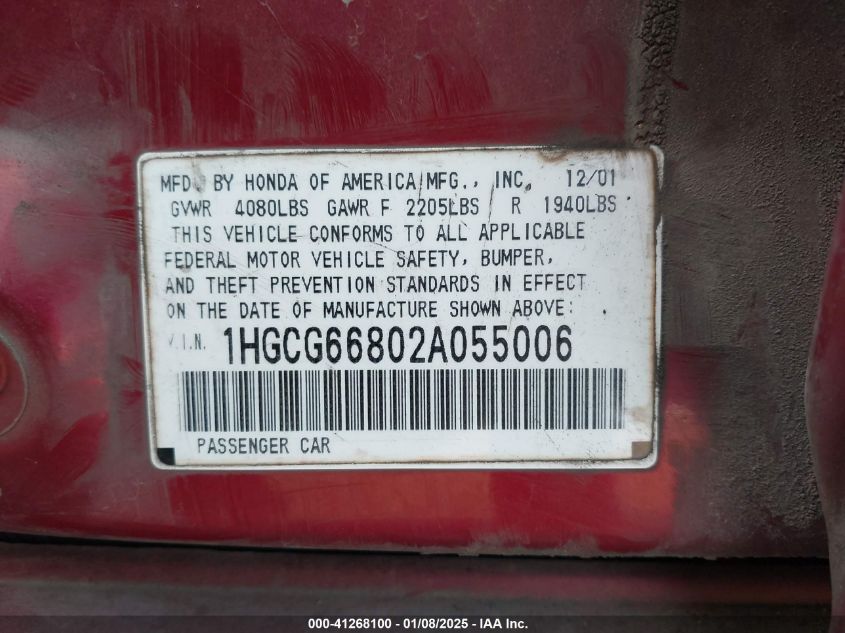 MFD. BY HONDA OF AMERICA MFG., INC. 12/01
GVWR 4080LBS GAWR F 2205LBS R 1940LBS
THIS VEHICLE CONFORMS TO ALL APPLICABLE
FEDERAL MOTOR VEHICLE SAFETY, BUMPER,
AND THEFT PREVENTION STANDARDS IN EFFECT
ON THE DATE OF MANUFACTURE SHOWN ABOVE:
V.I.N. 1HGCG66802A055006
PASSENGER CAR
000-41268100 - 01/08/2025 - IAA Inc.